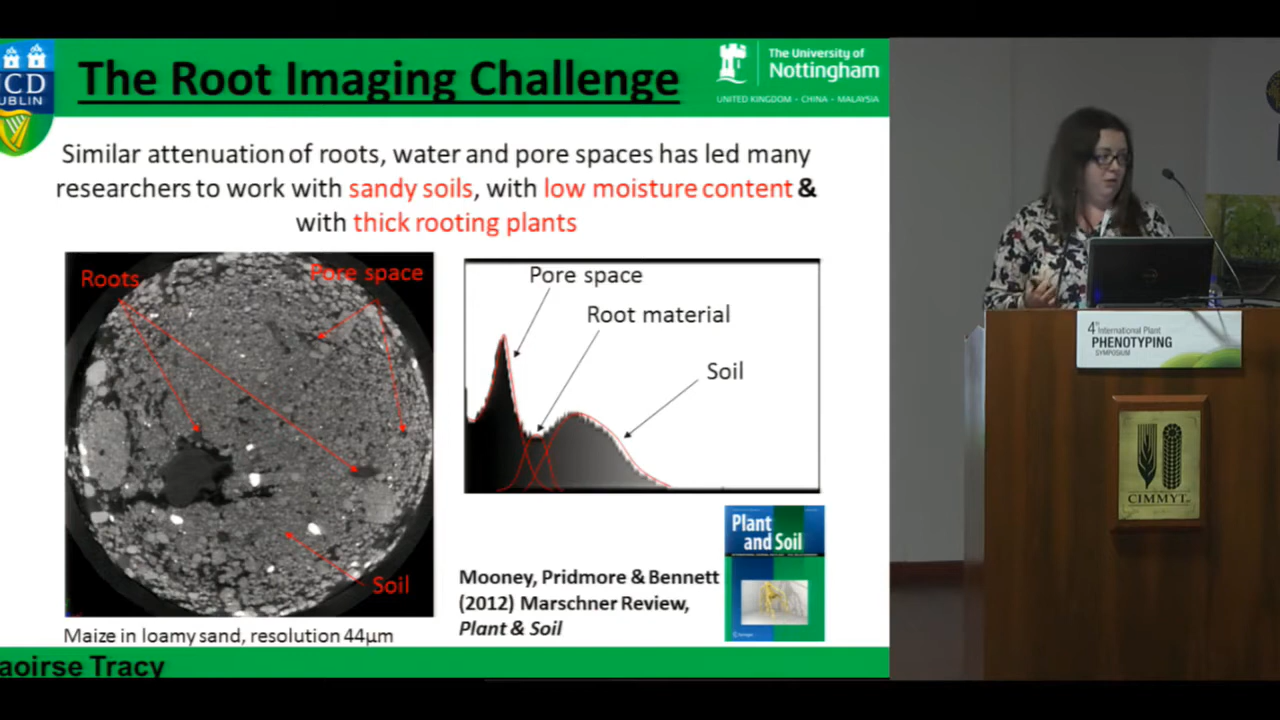 The Root Imaging Challenge
UCD
DUBLIN
The University of
Nottingham
UNITED KINGDOM - CHINA - MALAYSIA
Similar attenuation of roots, water and pore spaces has led many
researchers to work with sandy soils, with low moisture content &
with thick rooting plants
Roots
Pore space
Soil
Maize in loamy sand, resolution 44µm
Pore space
Root material
Soil
Mooney, Pridmore & Bennett
(2012) Marschner Review,
Plant & Soil
Plant
and Soil
Springer
aoirse Tracy
4th International Plant
PHENOTYPING
SYMPOSIUM
CIMMYT